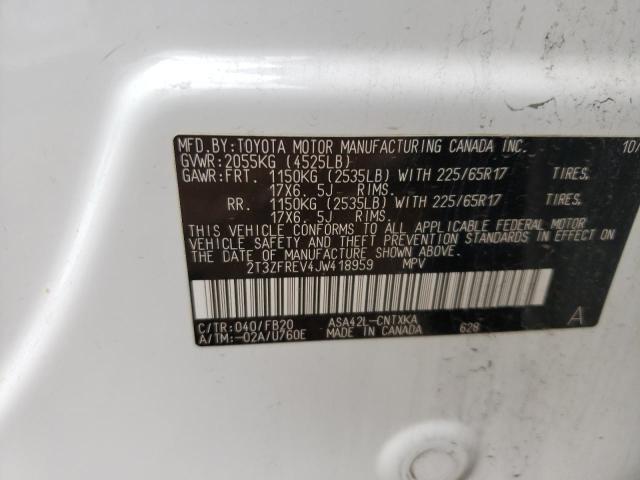 MFD. BY: TOYOTA MOTOR MANUFACTURING CANADA INC. 10/
GVWR: 2055KG (4525LB)
GAWR: FRT. 1150KG (2535LB) WITH 225/65R17 TIRES.
17X6. 5J RIMS.
RR. 1150KG (2535LB) WITH 225/65R17 TIRES.
17X6. 5J RIMS.
THIS VEHICLE CONFORMS TO ALL APPLICABLE FEDERAL MOTOR
VEHICLE SAFETY AND THEFT PREVENTION STANDARDS IN EFFECT ON
THE DATE OF MANUFACTURE SHOWN ABOVE.
2T3ZFREV4JW418959 MPV
C/TR: 040/FB20 ASA42L-CNTXKA 628 A
A/TM: -02A/U760E MADE IN CANADA